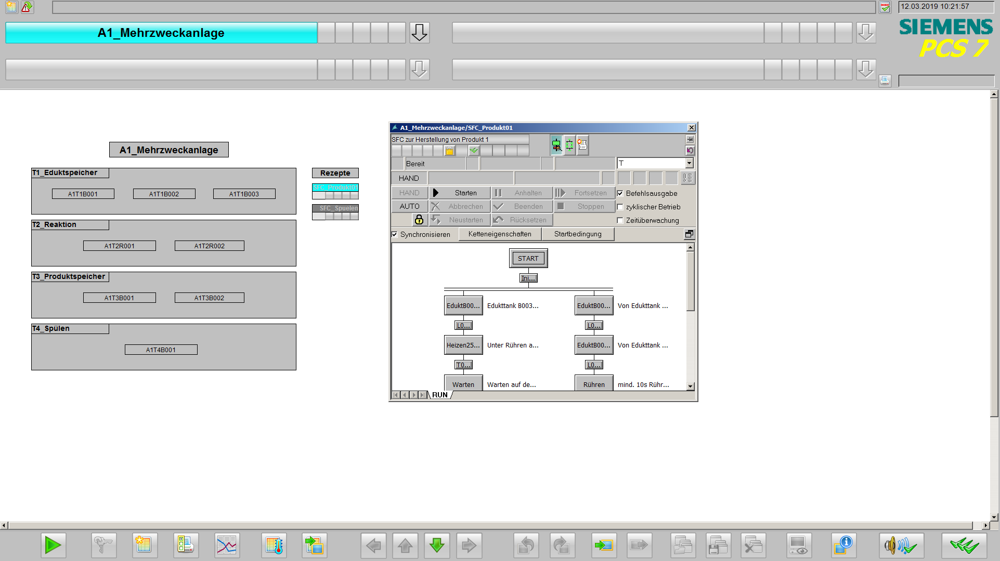 12.03.2019 10:21:57
A1_Mehrzweckanlage
SIEMENS
PCS 7
A1_Mehrzweckanlage
T1_Eduktspeicher
A1T1B001 A1T1B002 A1T1B003
T2_Reaktion
A1T2R001 A1T2R002
T3_Produktspeicher
A1T3B001 A1T3B002
T4_Spülen
A1T4B001
Rezepte
SFC_Produkt01
SFC_Spuelen
A1_Mehrzweckanlage/SFC_Produkt01
SFC zur Herstellung von Produkt 1
Bereit
T
HAND
HAND Starten Anhalten Fortsetzen Befehlsausgabe
AUTO Abbrechen Beenden Stoppen zyklischer Betrieb
Neustarten Rücksetzen Zeitüberwachung
Synchronisieren Ketteneigenschaften Startbedingung
START
Ini...
EduktB00... Edukttank B003... EduktB00... Von Edukttank ...
L0... L0...
Heizen25... Unter Rühren a... EduktB00... Von Edukttank ...
T0... L0...
Warten Warten auf de... Rühren mind. 10s Rühr...
RUN